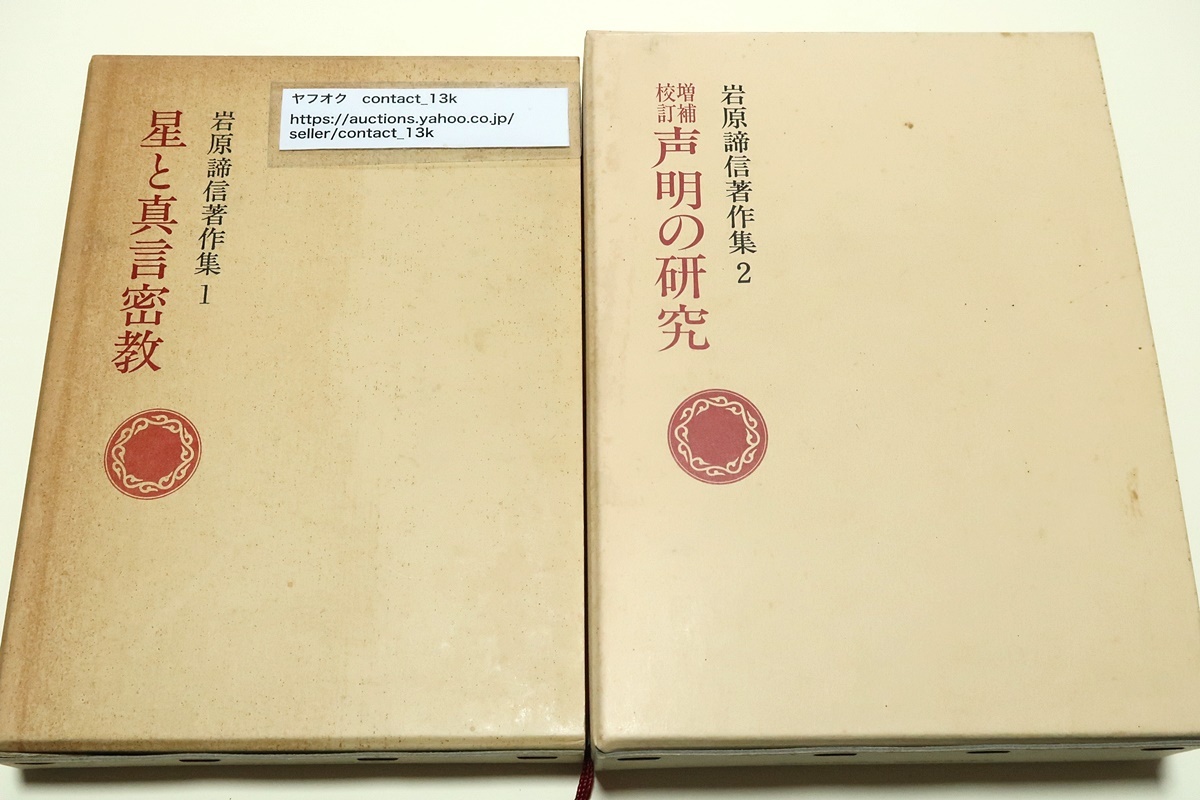 岩原諦信著作集 1
星と真言密教
ヤフオク contact_13k
https://auctions.yahoo.co.jp/
seller/contact_13k
岩原諦信著作集 2
増補
校訂
声明の研究